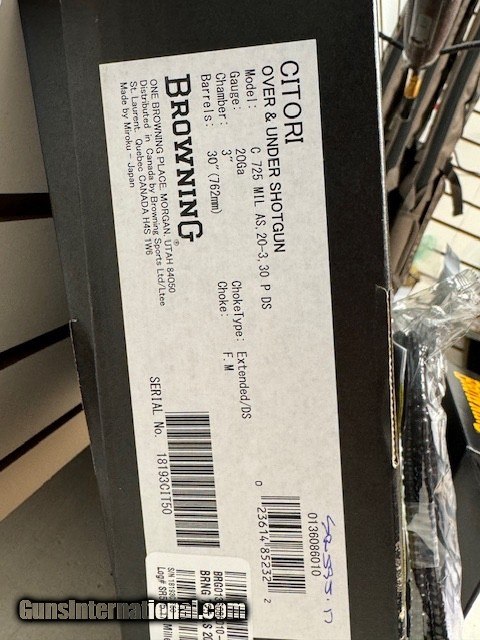 CITORI
OVER & UNDER SHOTGUN
Model: C 725 MIL AS,20-3,30 P DS
Gauge: 20Ga
Chamber: 3"
Barrels: 30"(762mm)
ChokeType: Extended/DS
Choke: F.M
BROWNING®
ONE BROWNING PLACE, MORGAN, UTAH 84050
Distributed in Canada by Browning Sports Ltd/Ltee
St. Laurent, Quebec CANADA H4S 1W6
Made by Miroku - Japan
SERIAL No. 18193CIT50
0136086010
0 23614 85232 2
GunsInternational.com